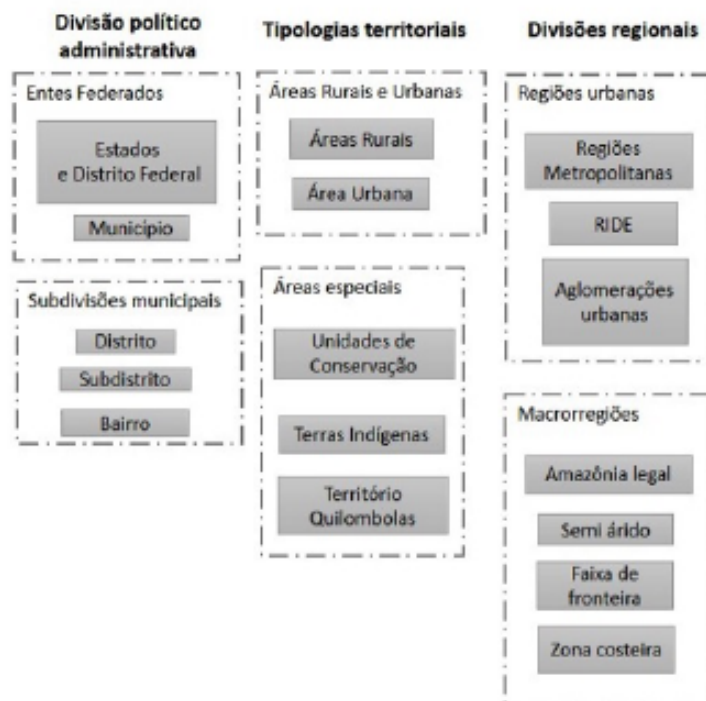 Divisão político
administrativa
Entes Federados
Estados
e Distrito Federal
Município
Subdivisões municipais
Distrito
Subdistrito
Bairro
Tipologias territoriais
Áreas Rurais e Urbanas
Áreas Rurais
Área Urbana
Áreas especiais
Unidades de
Conservação
Terras Indígenas
Território
Quilombolas
Divisões regionais
Regiões urbanas
Regiões
Metropolitanas
RIDE
Aglomerações
urbanas
Macrorregiões
Amazônia legal
Semi árido
Faixa de
fronteira
Zona costeira